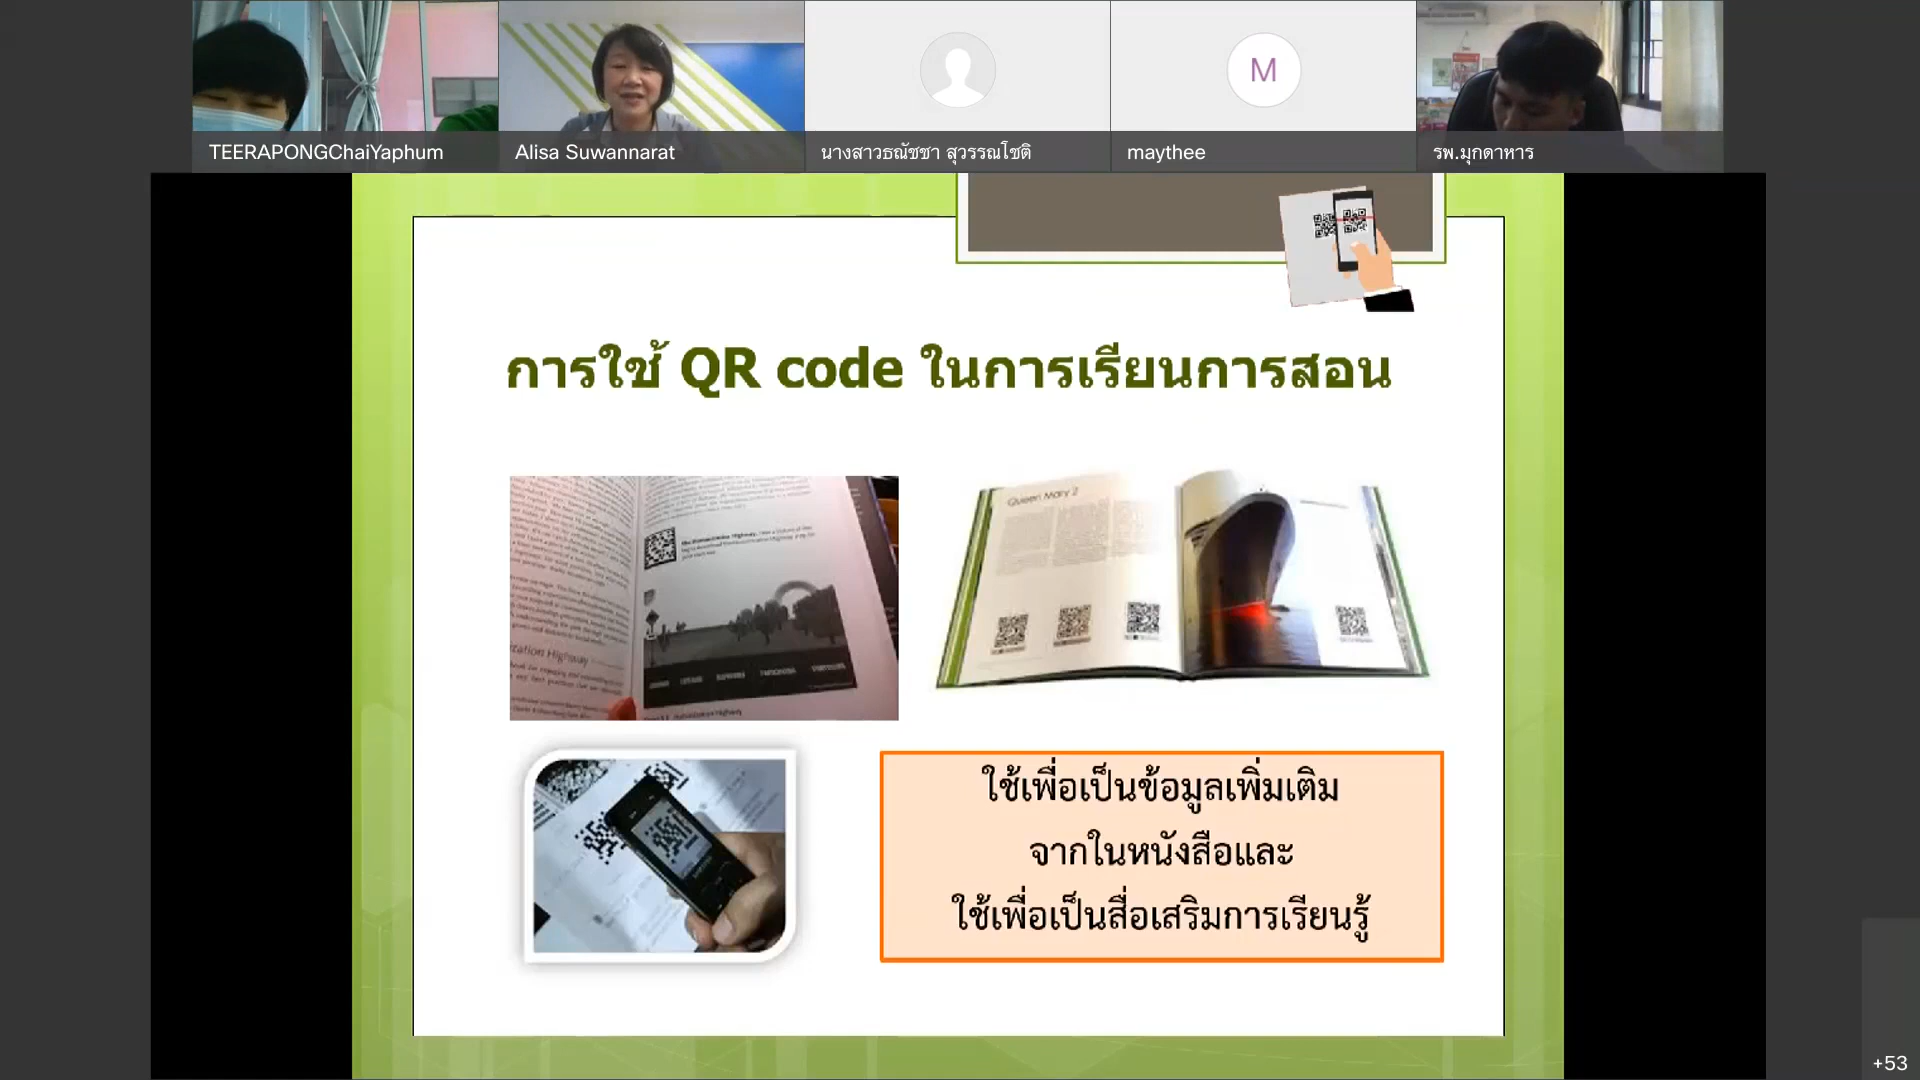 TEERAPONGChaiYaphum
Alisa Suwannarat
นางสาวธณัชชา สุวรรณโชติ
M
maythee
รพ.มุกดาหาร
การใช้ QR code ในการเรียนการสอน
Queen Mary 2
zation Highway
ใช้เพื่อเป็นข้อมูลเพิ่มเติม
จากในหนังสือและ
ใช้เพื่อเป็นสื่อเสริมการเรียนรู้
+53